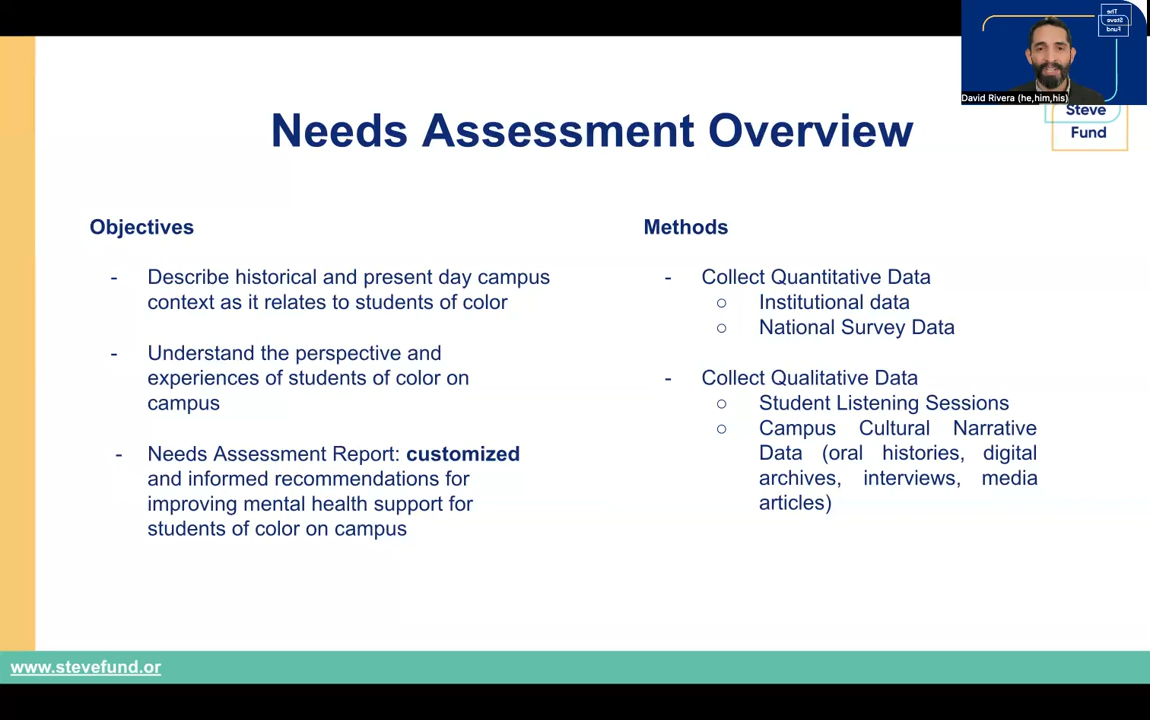 The
Steve
Fund
David Rivera (he,him,his)
Steve
Fund
Needs Assessment Overview
Objectives
- Describe historical and present day campus
context as it relates to students of color
- Understand the perspective and
experiences of students of color on
campus
- Needs Assessment Report: customized
and informed recommendations for
improving mental health support for
students of color on campus
Methods
- Collect Quantitative Data
○ Institutional data
○ National Survey Data
- Collect Qualitative Data
○ Student Listening Sessions
○ Campus Cultural Narrative
Data (oral histories, digital
archives, interviews, media
articles)
www.stevefund.or